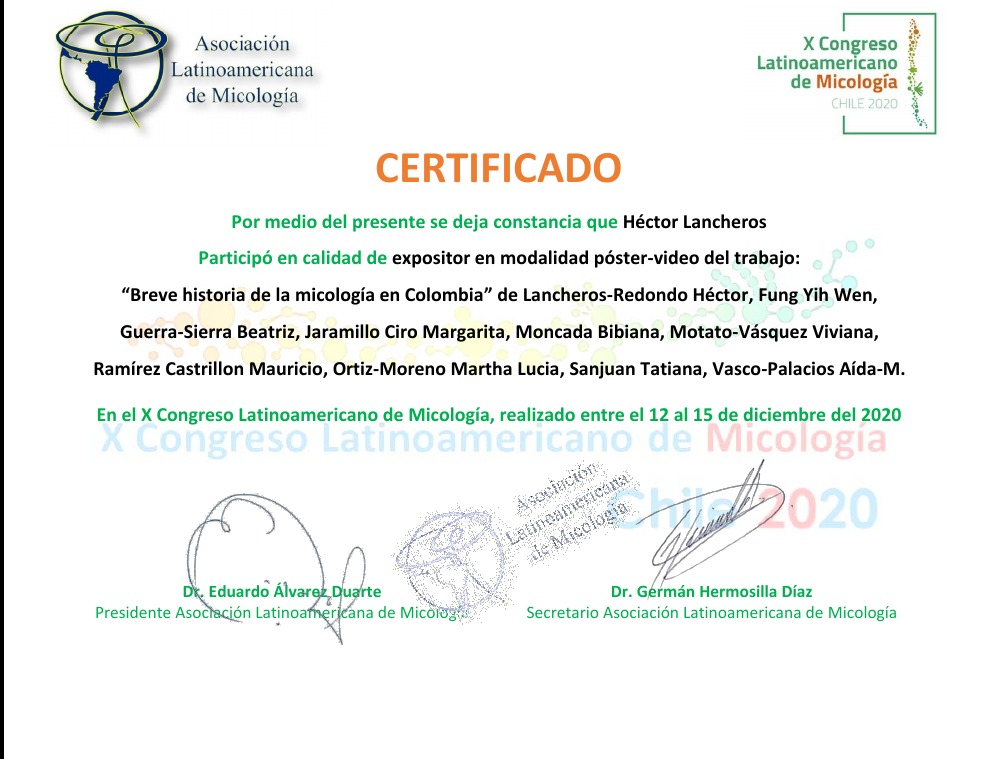 Asociación
Latinoamericana
de Micología
X Congreso
Latinoamericano
de Micología
CHILE 2020
CERTIFICADO
Por medio del presente se deja constancia que Héctor Lancheros
Participó en calidad de expositor en modalidad póster-video del trabajo:
“Breve historia de la micología en Colombia” de Lancheros-Redondo Héctor, Fung Yih Wen,
Guerra-Sierra Beatriz, Jaramillo Ciro Margarita, Moncada Bibiana, Motato-Vásquez Viviana,
Ramírez Castrillon Mauricio, Ortiz-Moreno Martha Lucia, Sanjuan Tatiana, Vasco-Palacios Aída-M.
En el X Congreso Latinoamericano de Micología, realizado entre el 12 al 15 de diciembre del 2020
X Congreso Latinoamericano de Micología
Chile 2020
Asociación
Latinoamericana
de Micología
Dr. Eduardo Álvarez Duarte
Presidente Asociación Latinoamericana de Micología
Dr. Germán Hermosilla Díaz
Secretario Asociación Latinoamericana de Micología